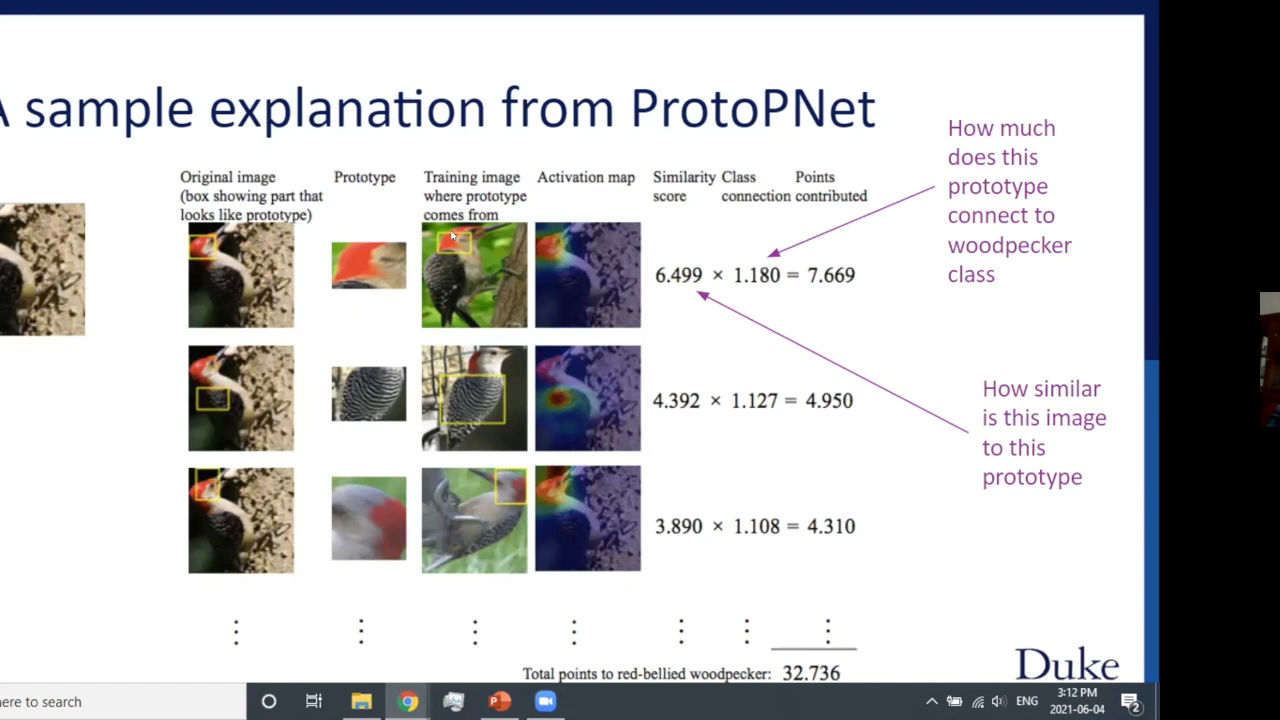 A sample explanation from ProtoPNet
Original image
(box showing part that
looks like prototype)
Prototype
Training image
where prototype
comes from
Activation map
Similarity
score
Class
connection
Points
contributed
6.499 × 1.180 = 7.669
4.392 × 1.127 = 4.950
3.890 × 1.108 = 4.310
Total points to red-bellied woodpecker: 32.736
How much
does this
prototype
connect to
woodpecker
class
How similar
is this image
to this
prototype
Duke
here to search
ENG
3:12 PM
2021-06-04
2